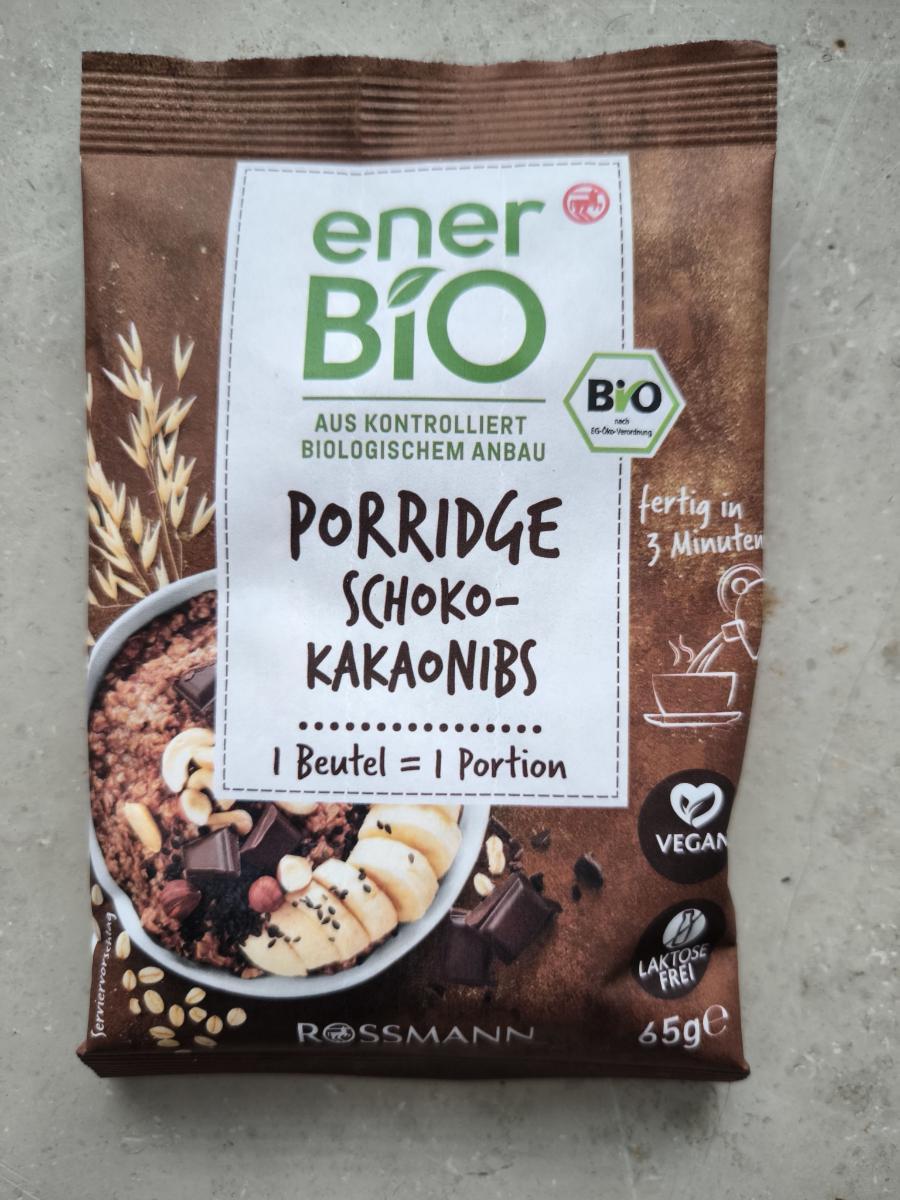 ener
BiO
AUS KONTROLLIERT
BIOLOGISCHEM ANBAU
Bio
nach
EG-Öko-Verordnung
PORRIDGE
SCHOKO-
KAKAONIBS
1 Beutel = 1 Portion
fertig in
3 Minuten
VEGAN
LAKTOSE
FREI
Serviervorschlag
ROSSMANN
65g e